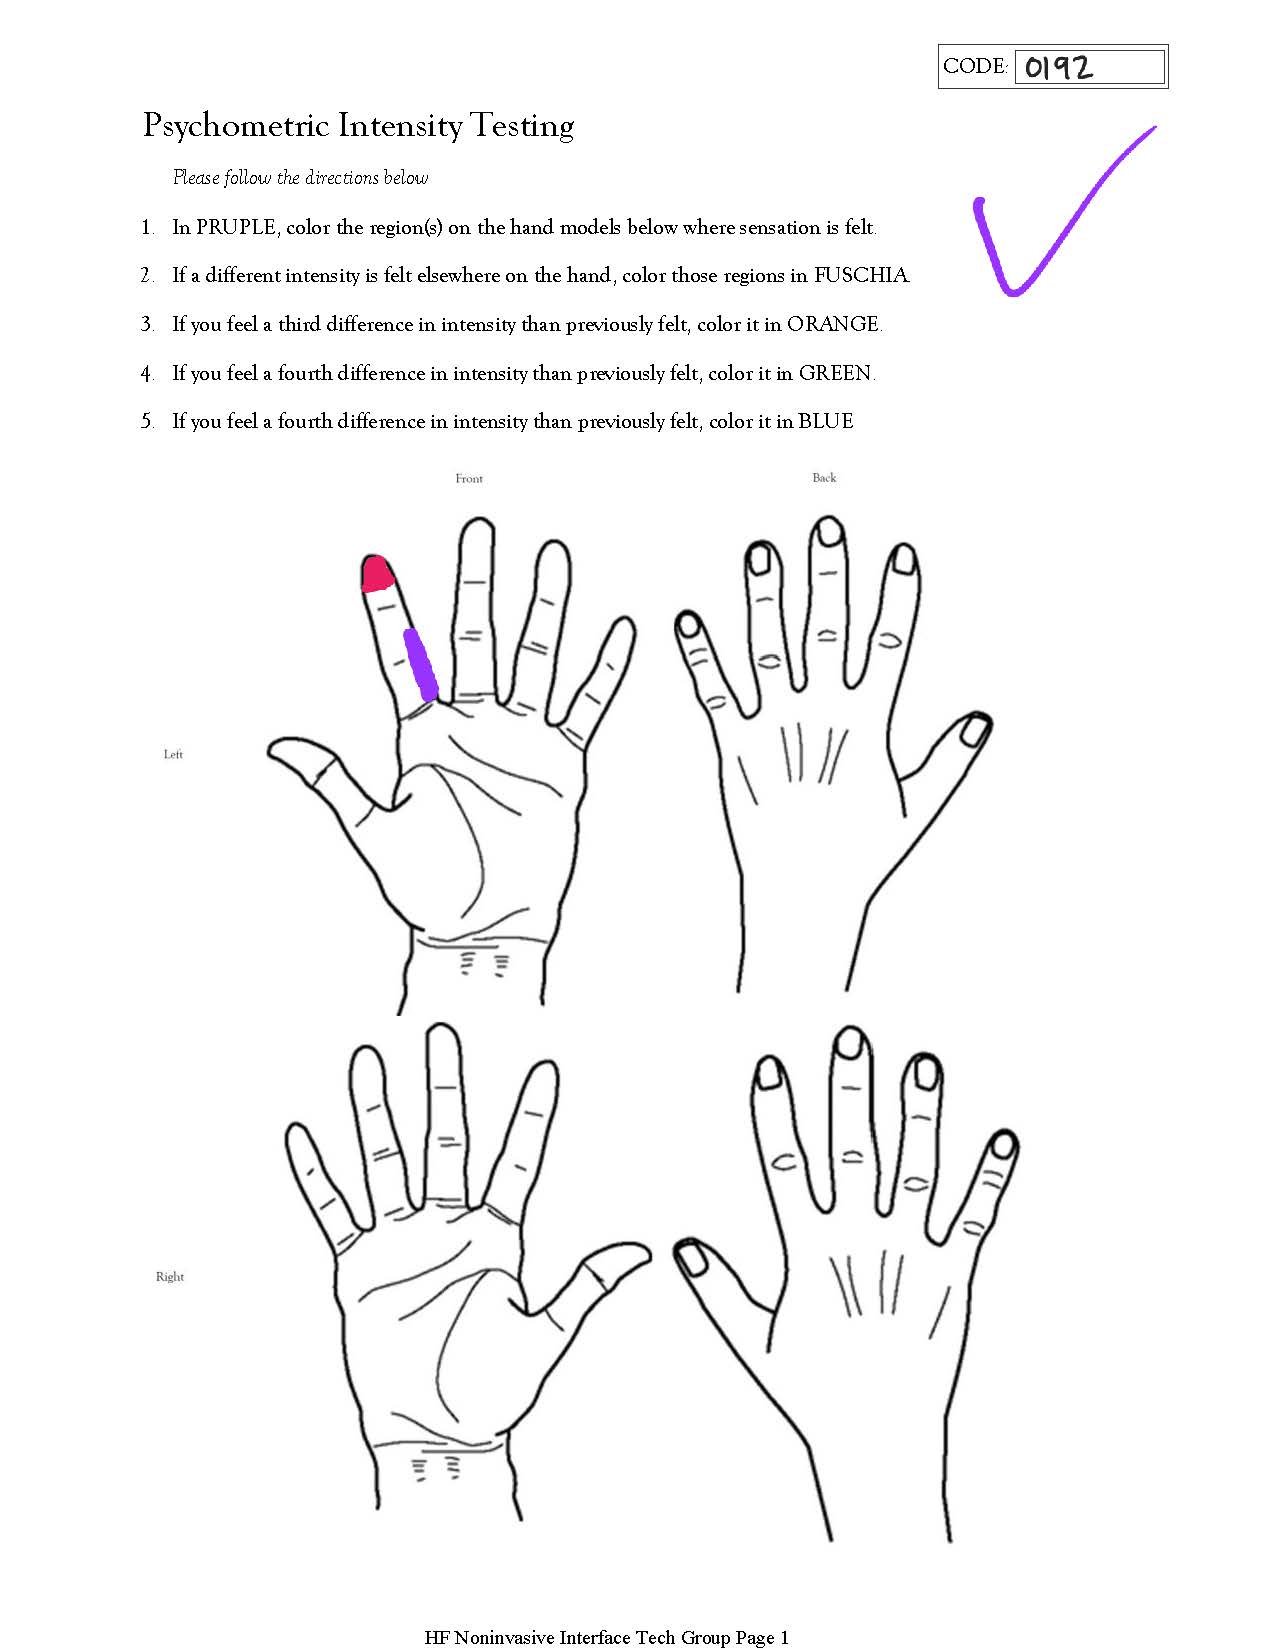 CODE: 0192
Psychometric Intensity Testing
Please follow the directions below
1. In PRUPLE, color the region(s) on the hand models below where sensation is felt.
2. If a different intensity is felt elsewhere on the hand, color those regions in FUSCHIA.
3. If you feel a third difference in intensity than previously felt, color it in ORANGE.
4. If you feel a fourth difference in intensity than previously felt, color it in GREEN.
5. If you feel a fourth difference in intensity than previously felt, color it in BLUE
Front Back
Left
Right
HF Noninvasive Interface Tech Group Page 1